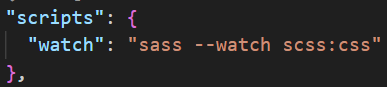 "scripts": {
"watch": "sass --watch scss:css"
},